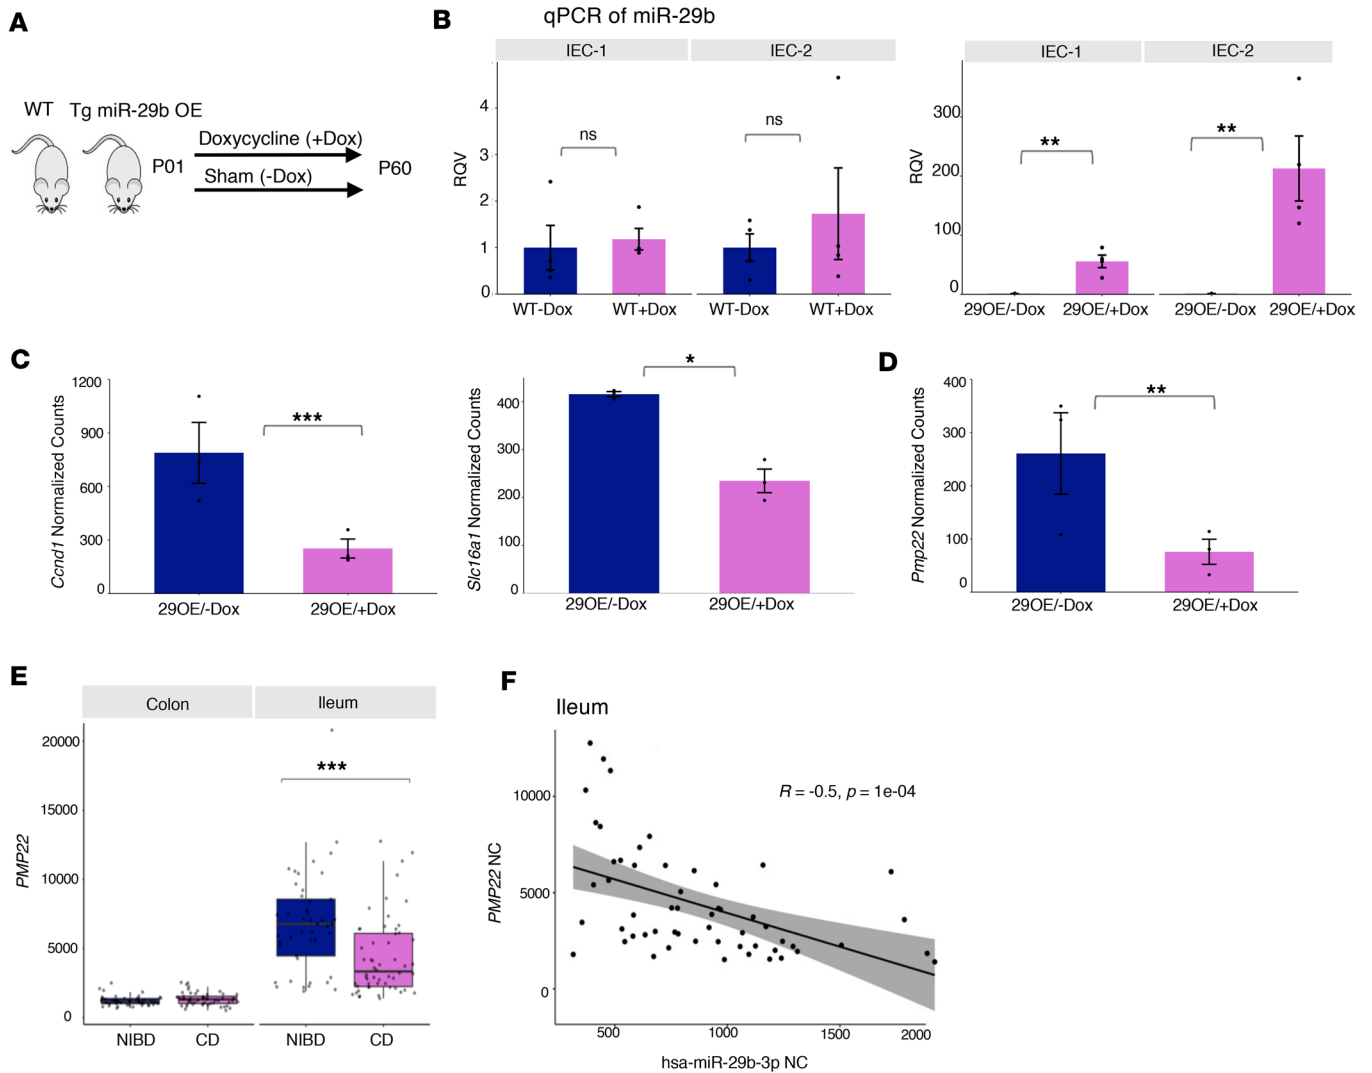 A
WT Tg miR-29b OE
Doxycycline (+Dox)
P01
P60
Sham (-Dox)
B
qPCR of miR-29b
IEC-1 IEC-2
RQV
4
3
2
1
0
ns
ns
WT-Dox WT+Dox WT-Dox WT+Dox
IEC-1 IEC-2
RQV
300
200
100
0
**
**
29OE/-Dox 29OE/+Dox 29OE/-Dox 29OE/+Dox
C
Ccnd1 Normalized Counts
1200
900
600
300
0
***
29OE/-Dox 29OE/+Dox
Slc16a1 Normalized Counts
400
300
200
100
0
*
29OE/-Dox 29OE/+Dox
D
Pmp22 Normalized Counts
400
300
200
100
0
**
29OE/-Dox 29OE/+Dox
E
Colon Ileum
PMP22
20000
15000
10000
5000
0
***
NIBD CD NIBD CD
F
Ileum
PMP22 NC
10000
5000
0
R = -0.5, p = 1e-04
500 1000 1500 2000
hsa-miR-29b-3p NC